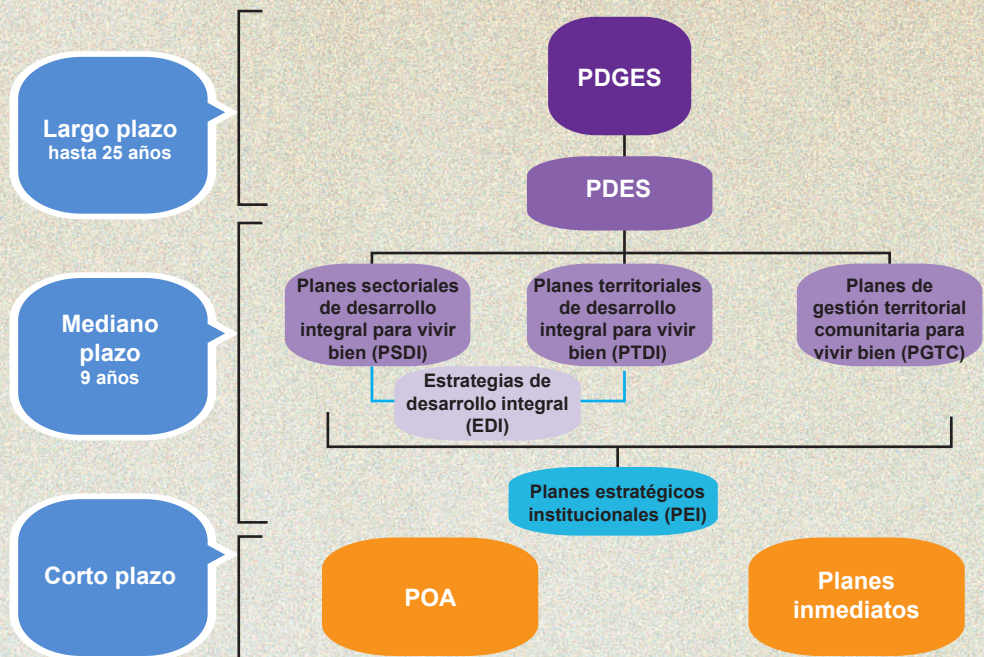 Largo plazo
hasta 25 años
PDGES
PDES
Mediano
plazo
9 años
Planes sectoriales
de desarrollo
integral para vivir
bien (PSDI)
Planes territoriales
de desarrollo
integral para vivir
bien (PTDI)
Planes de
gestión territorial
comunitaria para
vivir bien (PGTC)
Estrategias de
desarrollo integral
(EDI)
Planes estratégicos
institucionales (PEI)
Corto plazo
POA
Planes
inmediatos